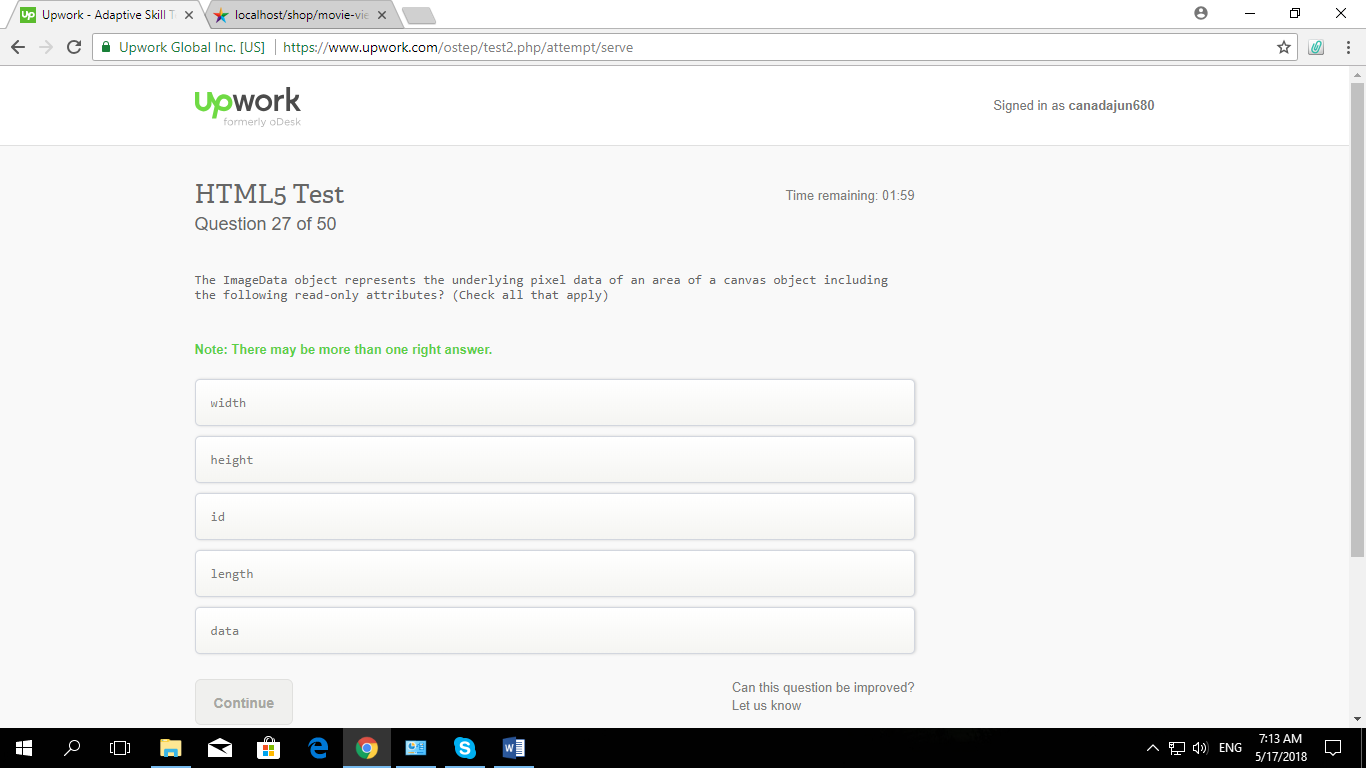 Upwork - Adaptive Skill T
localhost/shop/movie-vie
Upwork Global Inc. [US]
https://www.upwork.com/ostep/test2.php/attempt/serve
upwork
formerly oDesk
Signed in as canadajun680
HTML5 Test
Time remaining: 01:59
Question 27 of 50
The ImageData object represents the underlying pixel data of an area of a canvas object including
the following read-only attributes? (Check all that apply)
Note: There may be more than one right answer.
width
height
id
length
data
Continue
Can this question be improved?
Let us know
ENG
7:13 AM
5/17/2018